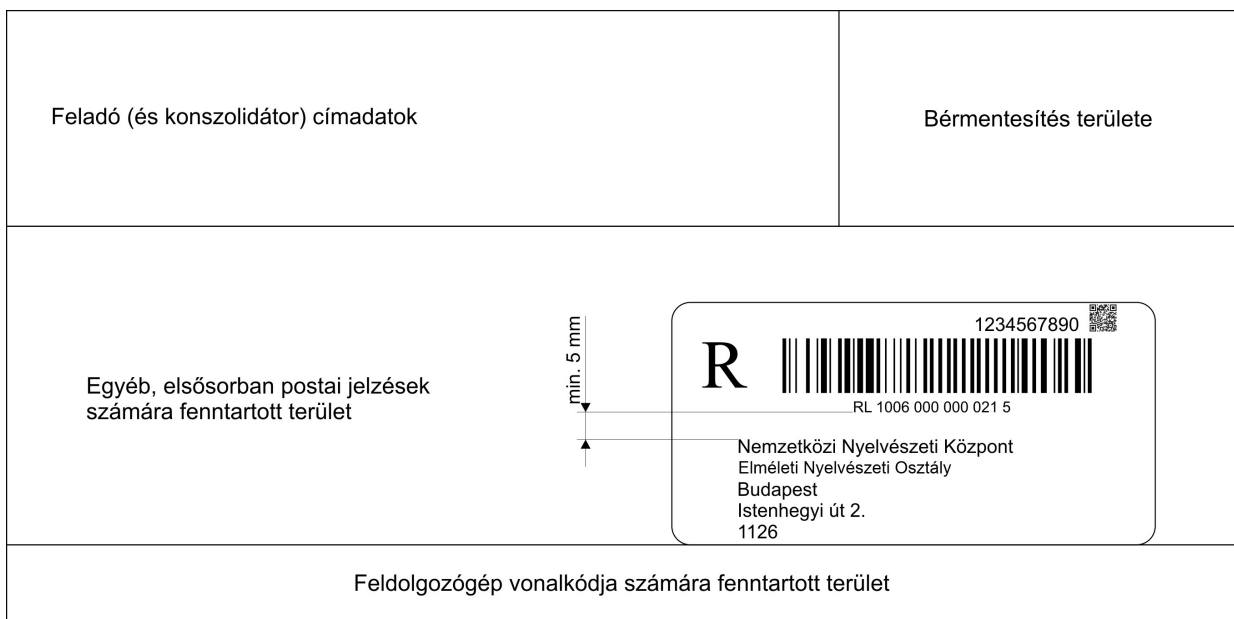 Feladó (és konszolidátor) címadatok
Bérmentesítés területe
Egyéb, elsősorban postai jelzések
számára fenntartott terület
min. 5 mm
1234567890
R
RL 1006 000 000 021 5
Nemzetközi Nyelvészeti Központ
Elméleti Nyelvészeti Osztály
Budapest
Istenhegyi út 2.
1126
Feldolgozógép vonalkódja számára fenntartott terület